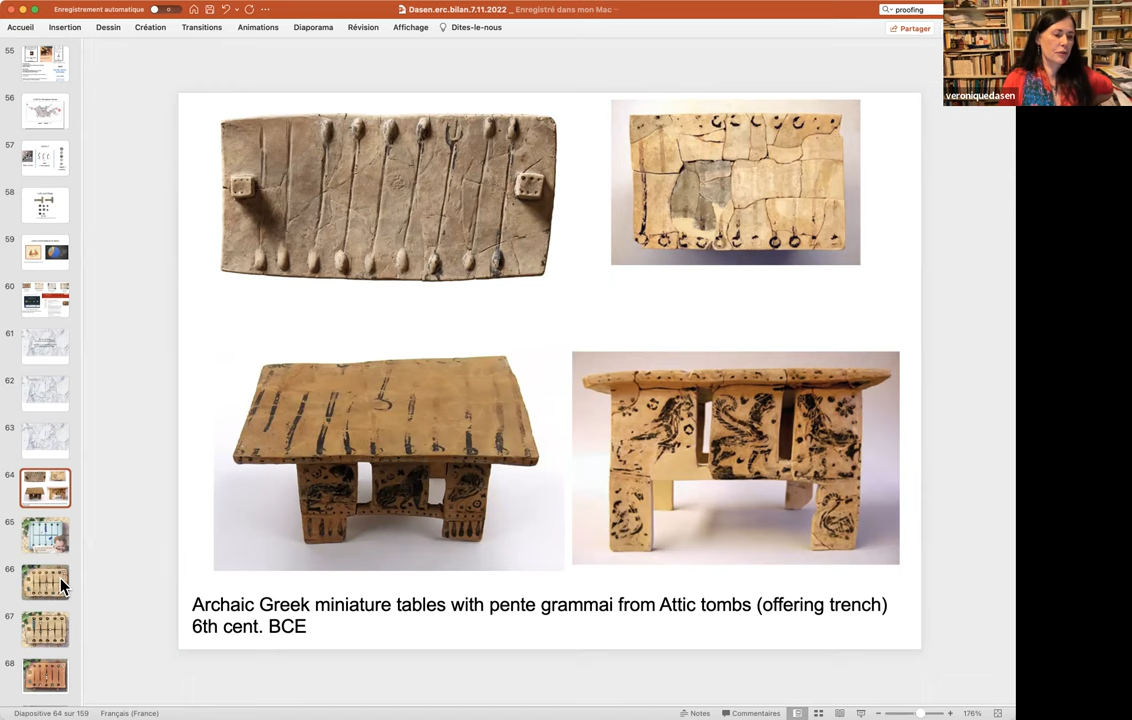 Enregistrement automatique
Dasen.erc.bilan.7.11.2022 _ Enregistré dans mon Mac
proofing
Accueil
Insertion
Dessin
Création
Transitions
Animations
Diaporama
Révision
Affichage
Dites-le-nous
Partager
veroniquedasen
55
56
57
58
59
60
61
62
63
64
65
66
67
68
Archaic Greek miniature tables with pente grammai from Attic tombs (offering trench)
6th cent. BCE
Diapositive 64 sur 159
Français (France)
Notes
Commentaires
176%